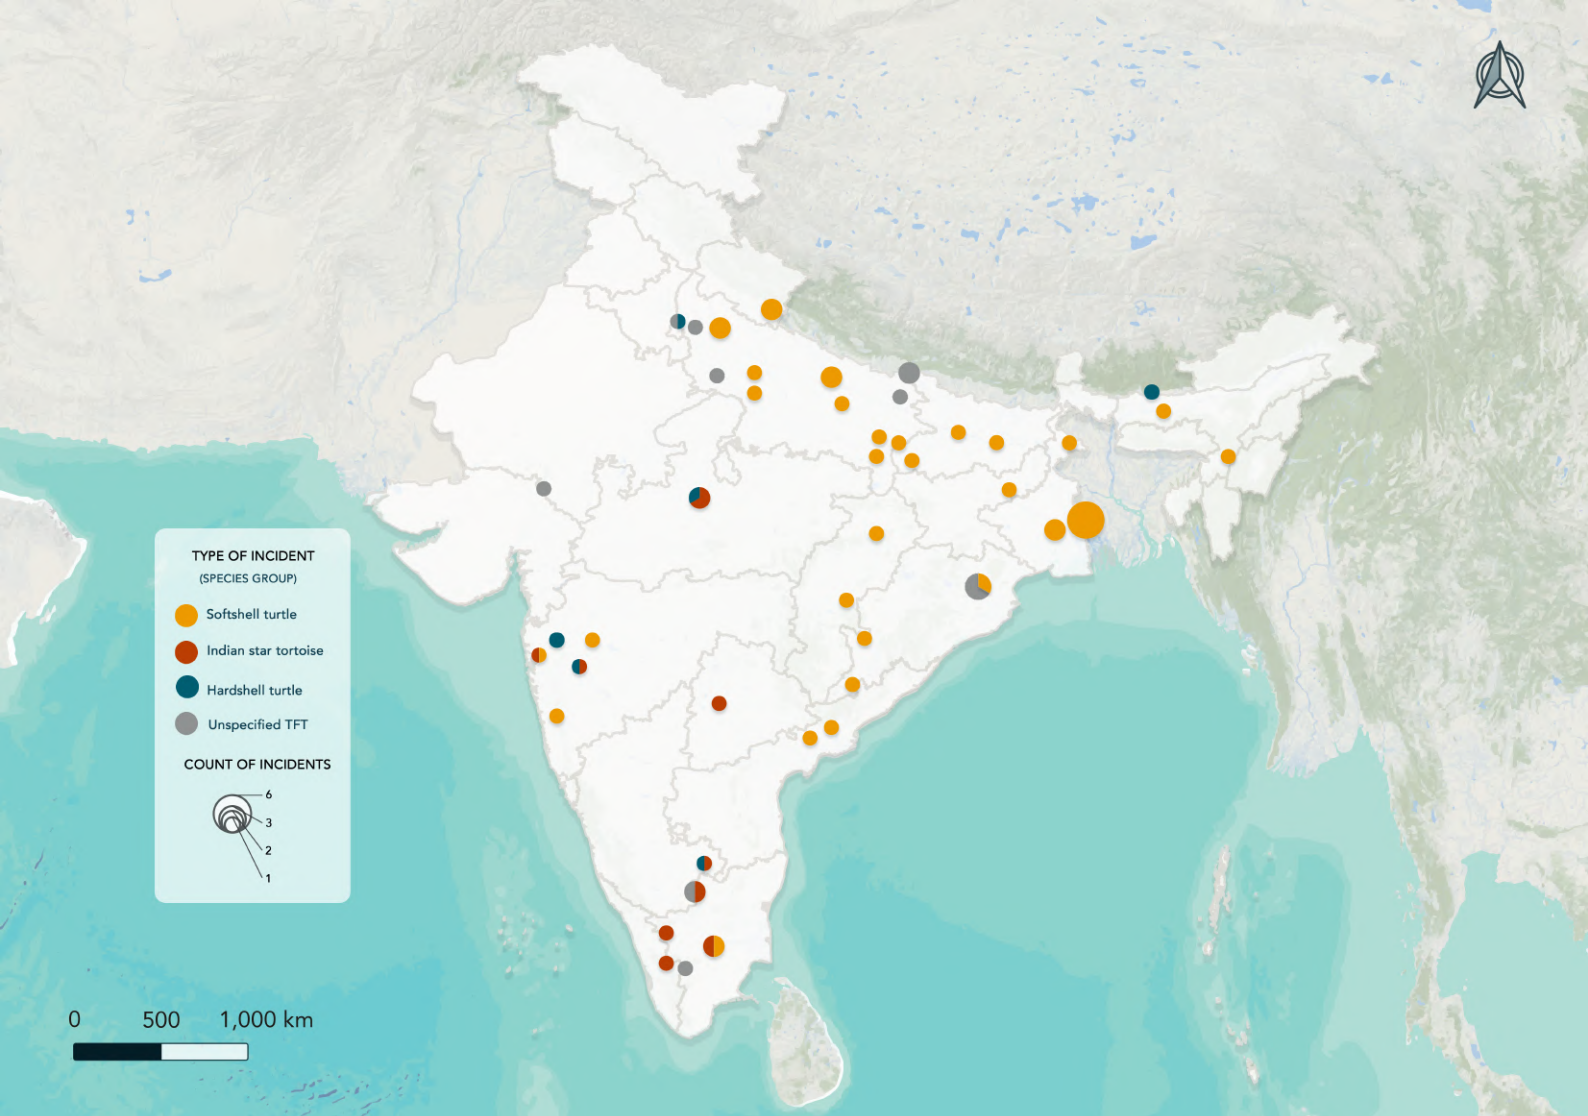 TYPE OF INCIDENT
(SPECIES GROUP)
Softshell turtle
Indian star tortoise
Hardshell turtle
Unspecified TFT
COUNT OF INCIDENTS
6
3
2
1
0 500 1,000 km